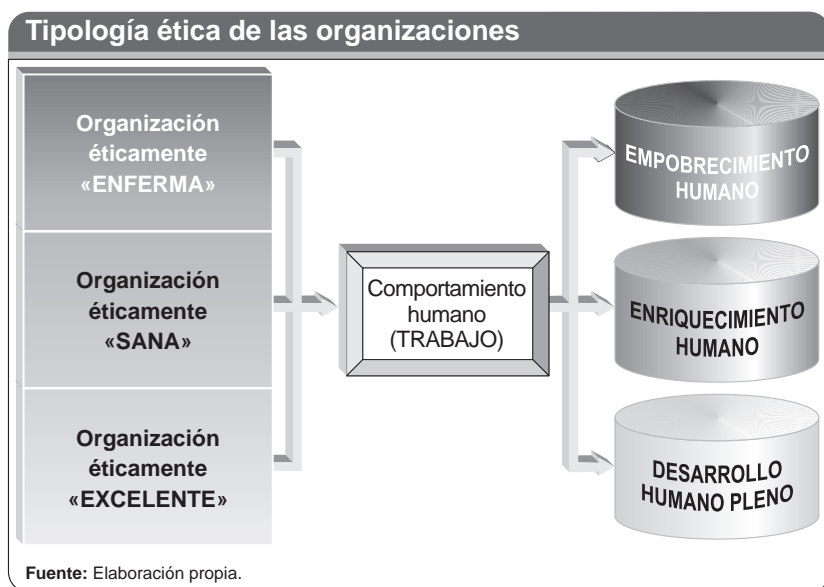 Tipología ética de las organizaciones
Organización
éticamente
«ENFERMA»
Organización
éticamente
«SANA»
Organización
éticamente
«EXCELENTE»
Comportamiento
humano
(TRABAJO)
EMPOBRECIMIENTO
HUMANO
ENRIQUECIMIENTO
HUMANO
DESARROLLO
HUMANO PLENO
Fuente: Elaboración propia.